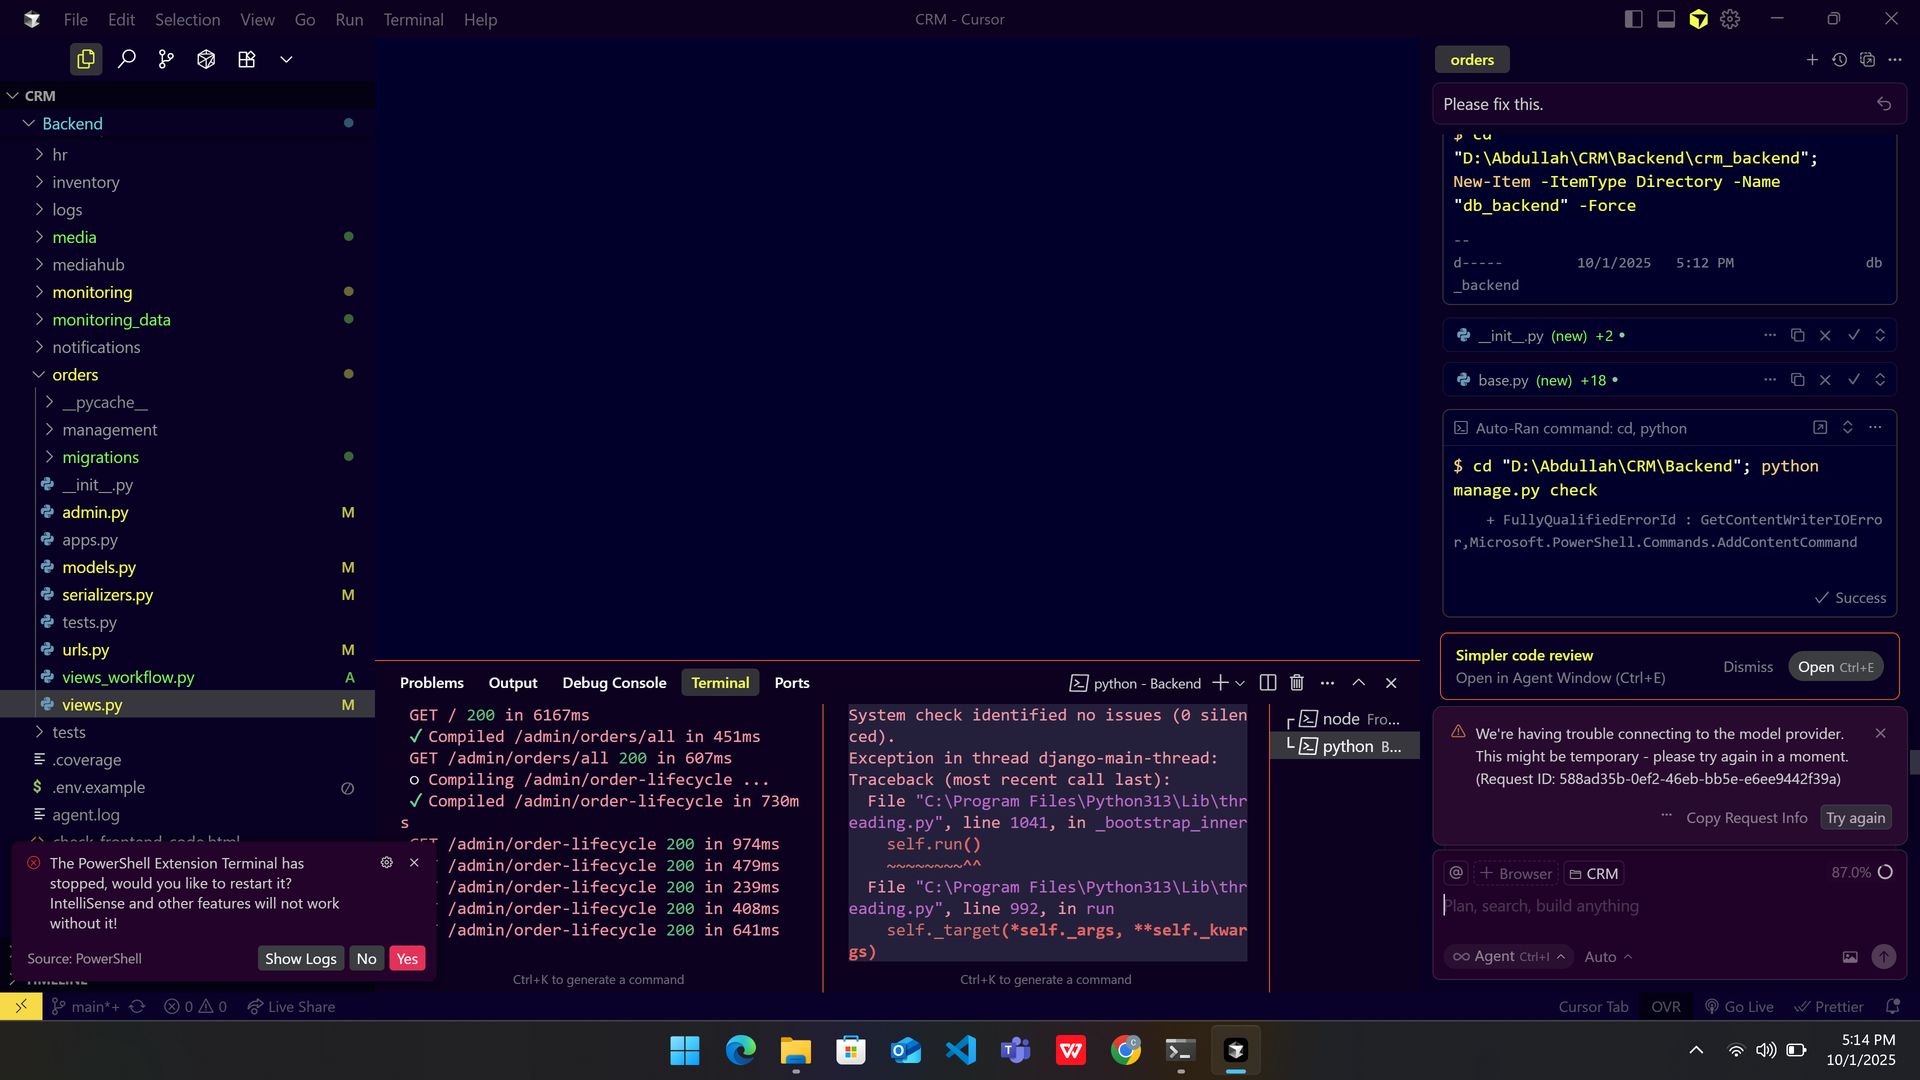 File Edit Selection View Go Run Terminal Help
CRM - Cursor
CRM
Backend
hr
inventory
logs
media
mediahub
monitoring
monitoring_data
notifications
orders
__pycache__
management
migrations
__init__.py
admin.py M
apps.py
models.py M
serializers.py M
tests.py
urls.py M
views_workflow.py A
views.py M
tests
.coverage
$ .env.example
agent.log
check_frontend_code.html
The PowerShell Extension Terminal has
stopped, would you like to restart it?
IntelliSense and other features will not work
without it!
Source: PowerShell
Show Logs No Yes
TIMELINE
Problems Output Debug Console Terminal Ports
python - Backend
GET / 200 in 6167ms
✓ Compiled /admin/orders/all in 451ms
GET /admin/orders/all 200 in 607ms
○ Compiling /admin/order-lifecycle ...
✓ Compiled /admin/order-lifecycle in 730m
s
GET /admin/order-lifecycle 200 in 974ms
/admin/order-lifecycle 200 in 479ms
/admin/order-lifecycle 200 in 239ms
/admin/order-lifecycle 200 in 408ms
/admin/order-lifecycle 200 in 641ms
Ctrl+K to generate a command
System check identified no issues (0 silen
ced).
Exception in thread django-main-thread:
Traceback (most recent call last):
File "C:\Program Files\Python313\Lib\thr
eading.py", line 1041, in _bootstrap_inner
self.run()
~~~~~~~~^^
File "C:\Program Files\Python313\Lib\thr
eading.py", line 992, in run
self._target(*self._args, **self._kwar
gs)
Ctrl+K to generate a command
node Fro...
python B...
orders
Please fix this.
$ cd
"D:\Abdullah\CRM\Backend\crm_backend";
New-Item -ItemType Directory -Name
"db_backend" -Force
--
d----- 10/1/2025 5:12 PM db
_backend
__init__.py (new) +2 •
base.py (new) +18 •
Auto-Ran command: cd, python
$ cd "D:\Abdullah\CRM\Backend"; python
manage.py check
+ FullyQualifiedErrorId : GetContentWriterIOErro
r,Microsoft.PowerShell.Commands.AddContentCommand
Success
Simpler code review
Open in Agent Window (Ctrl+E)
Dismiss
Open Ctrl+E
We're having trouble connecting to the model provider.
This might be temporary - please try again in a moment.
(Request ID: 588ad35b-0ef2-46eb-bb5e-e6ee9442f39a)
Copy Request Info Try again
@ + Browser CRM 87.0%
Plan, search, build anything
Agent Ctrl+I Auto
main*+ 0 0 Live Share
Cursor Tab OVR Go Live Prettier
5:14 PM
10/1/2025